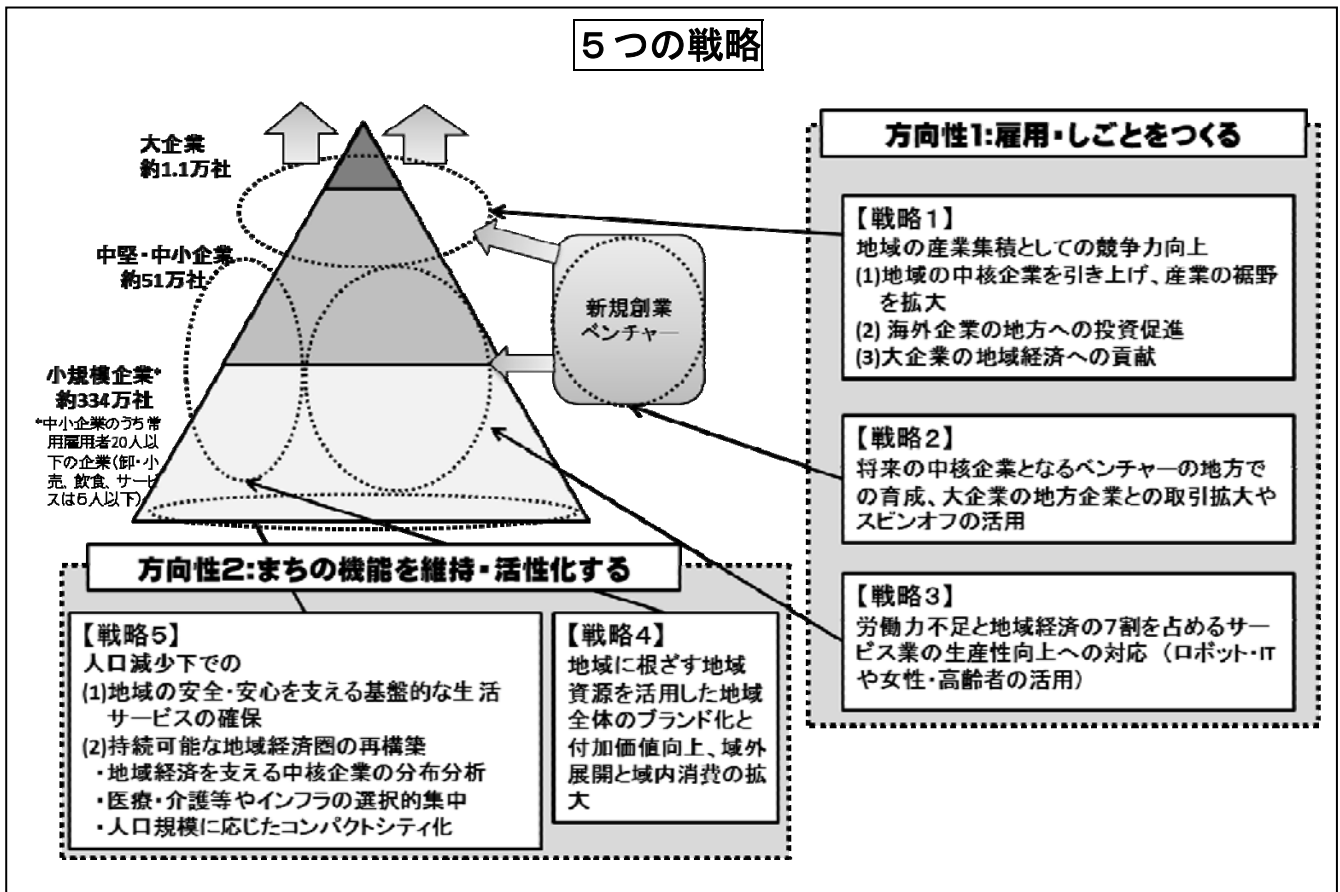 ５つの戦略
大企業
約1.1万社
中堅・中小企業
約51万社
小規模企業*
約334万社
*中小企業のうち常
用雇用者20人以
下の企業(卸・小
売、飲食、サービ
スは5人以下)
新規創業
ベンチャー
方向性1:雇用・しごとをつくる
【戦略１】
地域の産業集積としての競争力向上
(1)地域の中核企業を引き上げ、産業の裾野
を拡大
(2) 海外企業の地方への投資促進
(3)大企業の地域経済への貢献
【戦略２】
将来の中核企業となるベンチャーの地方で
の育成、大企業の地方企業との取引拡大や
スピンオフの活用
【戦略３】
労働力不足と地域経済の7割を占めるサー
ビス業の生産性向上への対応 （ロボット・IT
や女性・高齢者の活用）
方向性2:まちの機能を維持・活性化する
【戦略５】
人口減少下での
(1)地域の安全・安心を支える基盤的な生活
サービスの確保
(2)持続可能な地域経済圏の再構築
・地域経済を支える中核企業の分布分析
・医療・介護等やインフラの選択的集中
・人口規模に応じたコンパクトシティ化
【戦略４】
地域に根ざす地域
資源を活用した地域
全体のブランド化と
付加価値向上、域外
展開と域内消費の拡
大